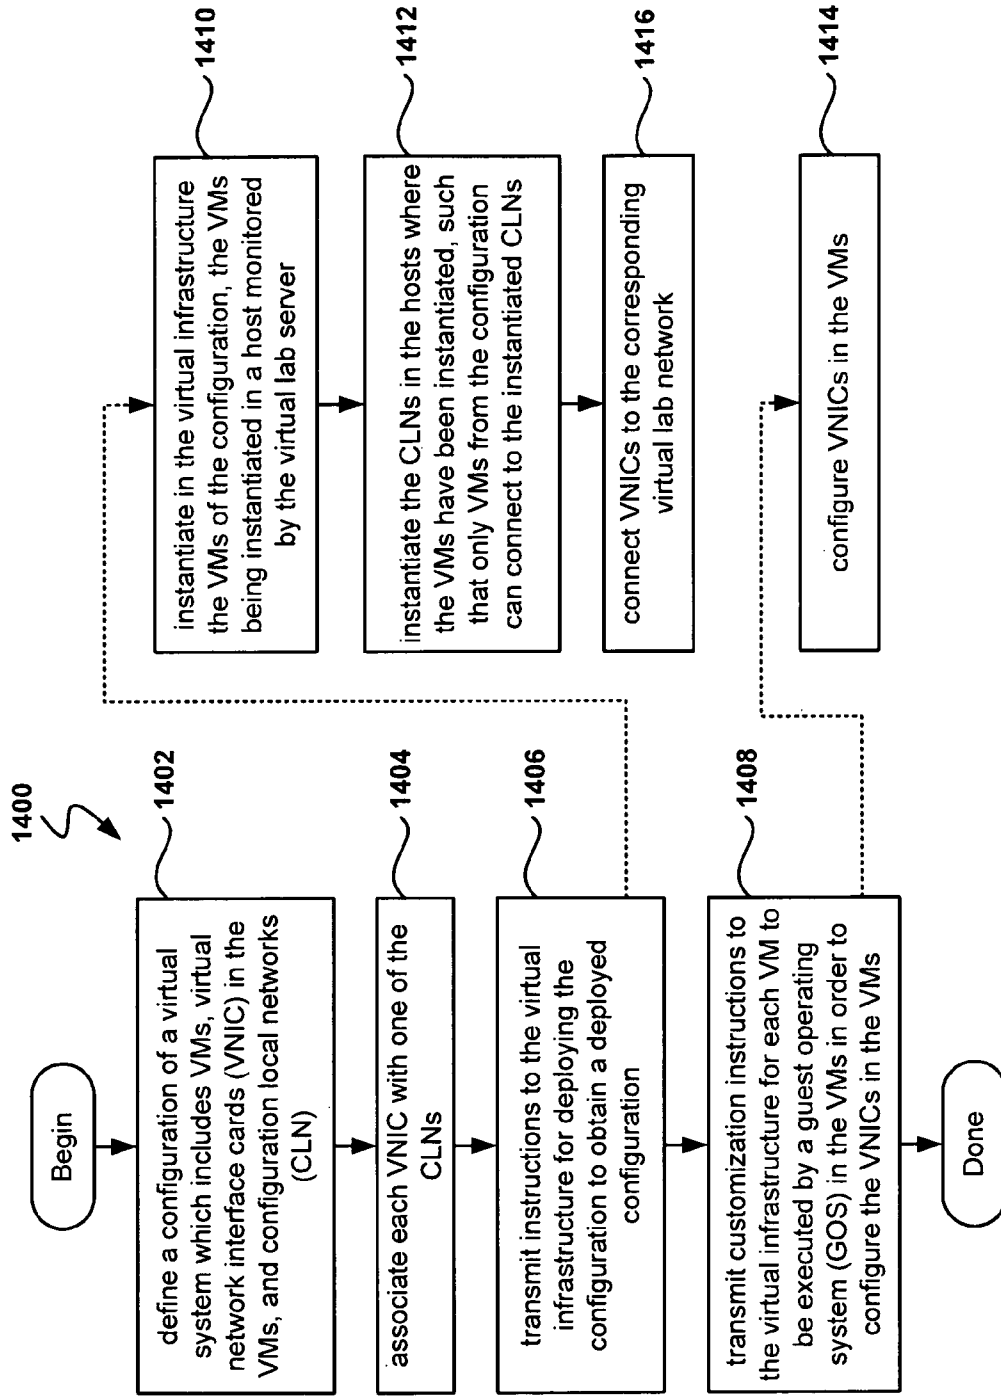 1400
Begin
define a configuration of a virtual
system which includes VMs, virtual
network interface cards (VNIC) in the
VMs, and configuration local networks
(CLN)
1402
associate each VNIC with one of the
CLNs
1404
transmit instructions to the virtual
infrastructure for deploying the
configuration to obtain a deployed
configuration
1406
transmit customization instructions to
the virtual infrastructure for each VM to
be executed by a guest operating
system (GOS) in the VMs in order to
configure the VNICs in the VMs
1408
Done
instantiate in the virtual infrastructure
the VMs of the configuration, the VMs
being instantiated in a host monitored
by the virtual lab server
1410
instantiate the CLNs in the hosts where
the VMs have been instantiated, such
that only VMs from the configuration
can connect to the instantiated CLNs
1412
connect VNICs to the corresponding
virtual lab network
1416
configure VNICs in the VMs
1414